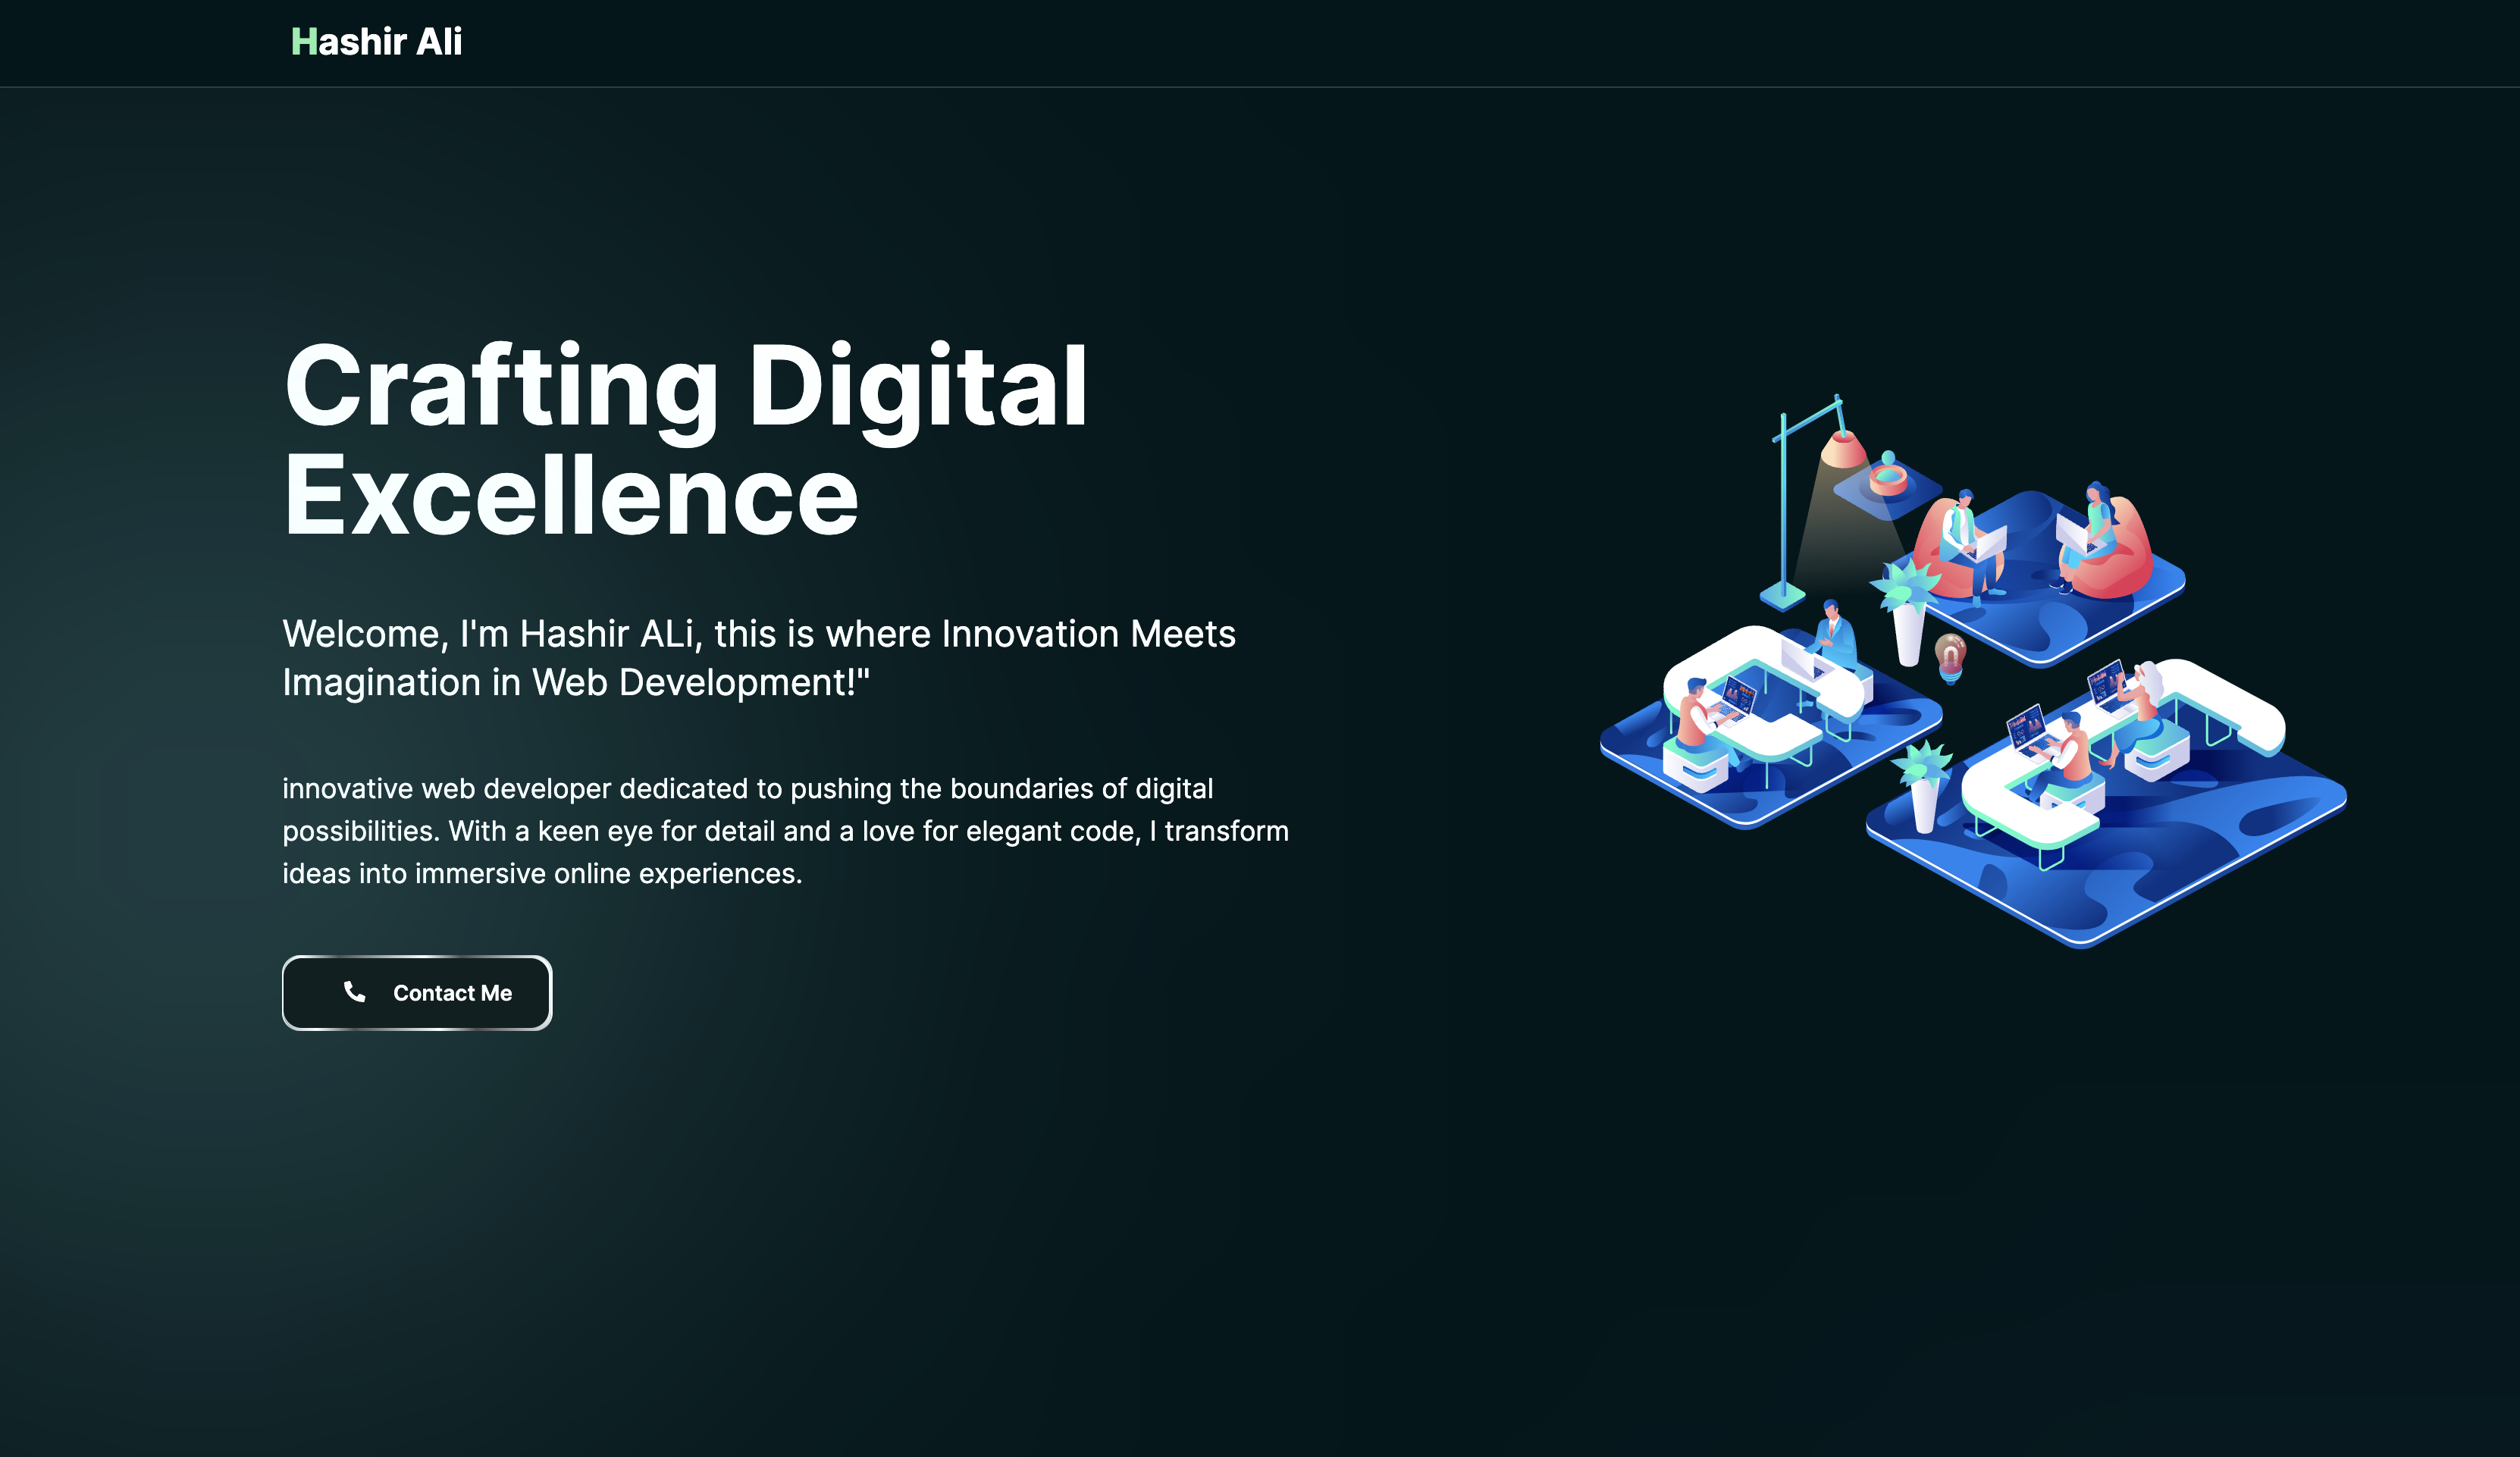 Hashir Ali
Crafting Digital
Excellence
Welcome, I'm Hashir ALi, this is where Innovation Meets
Imagination in Web Development!"
innovative web developer dedicated to pushing the boundaries of digital
possibilities. With a keen eye for detail and a love for elegant code, I transform
ideas into immersive online experiences.
Contact Me